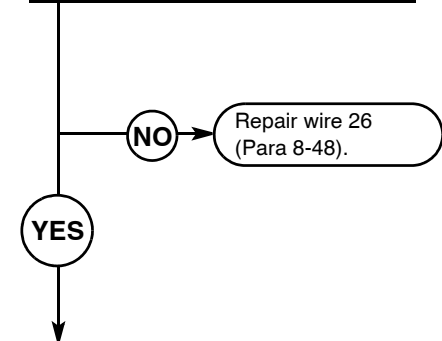 NO
Repair wire 26
(Para 8-48).
YES